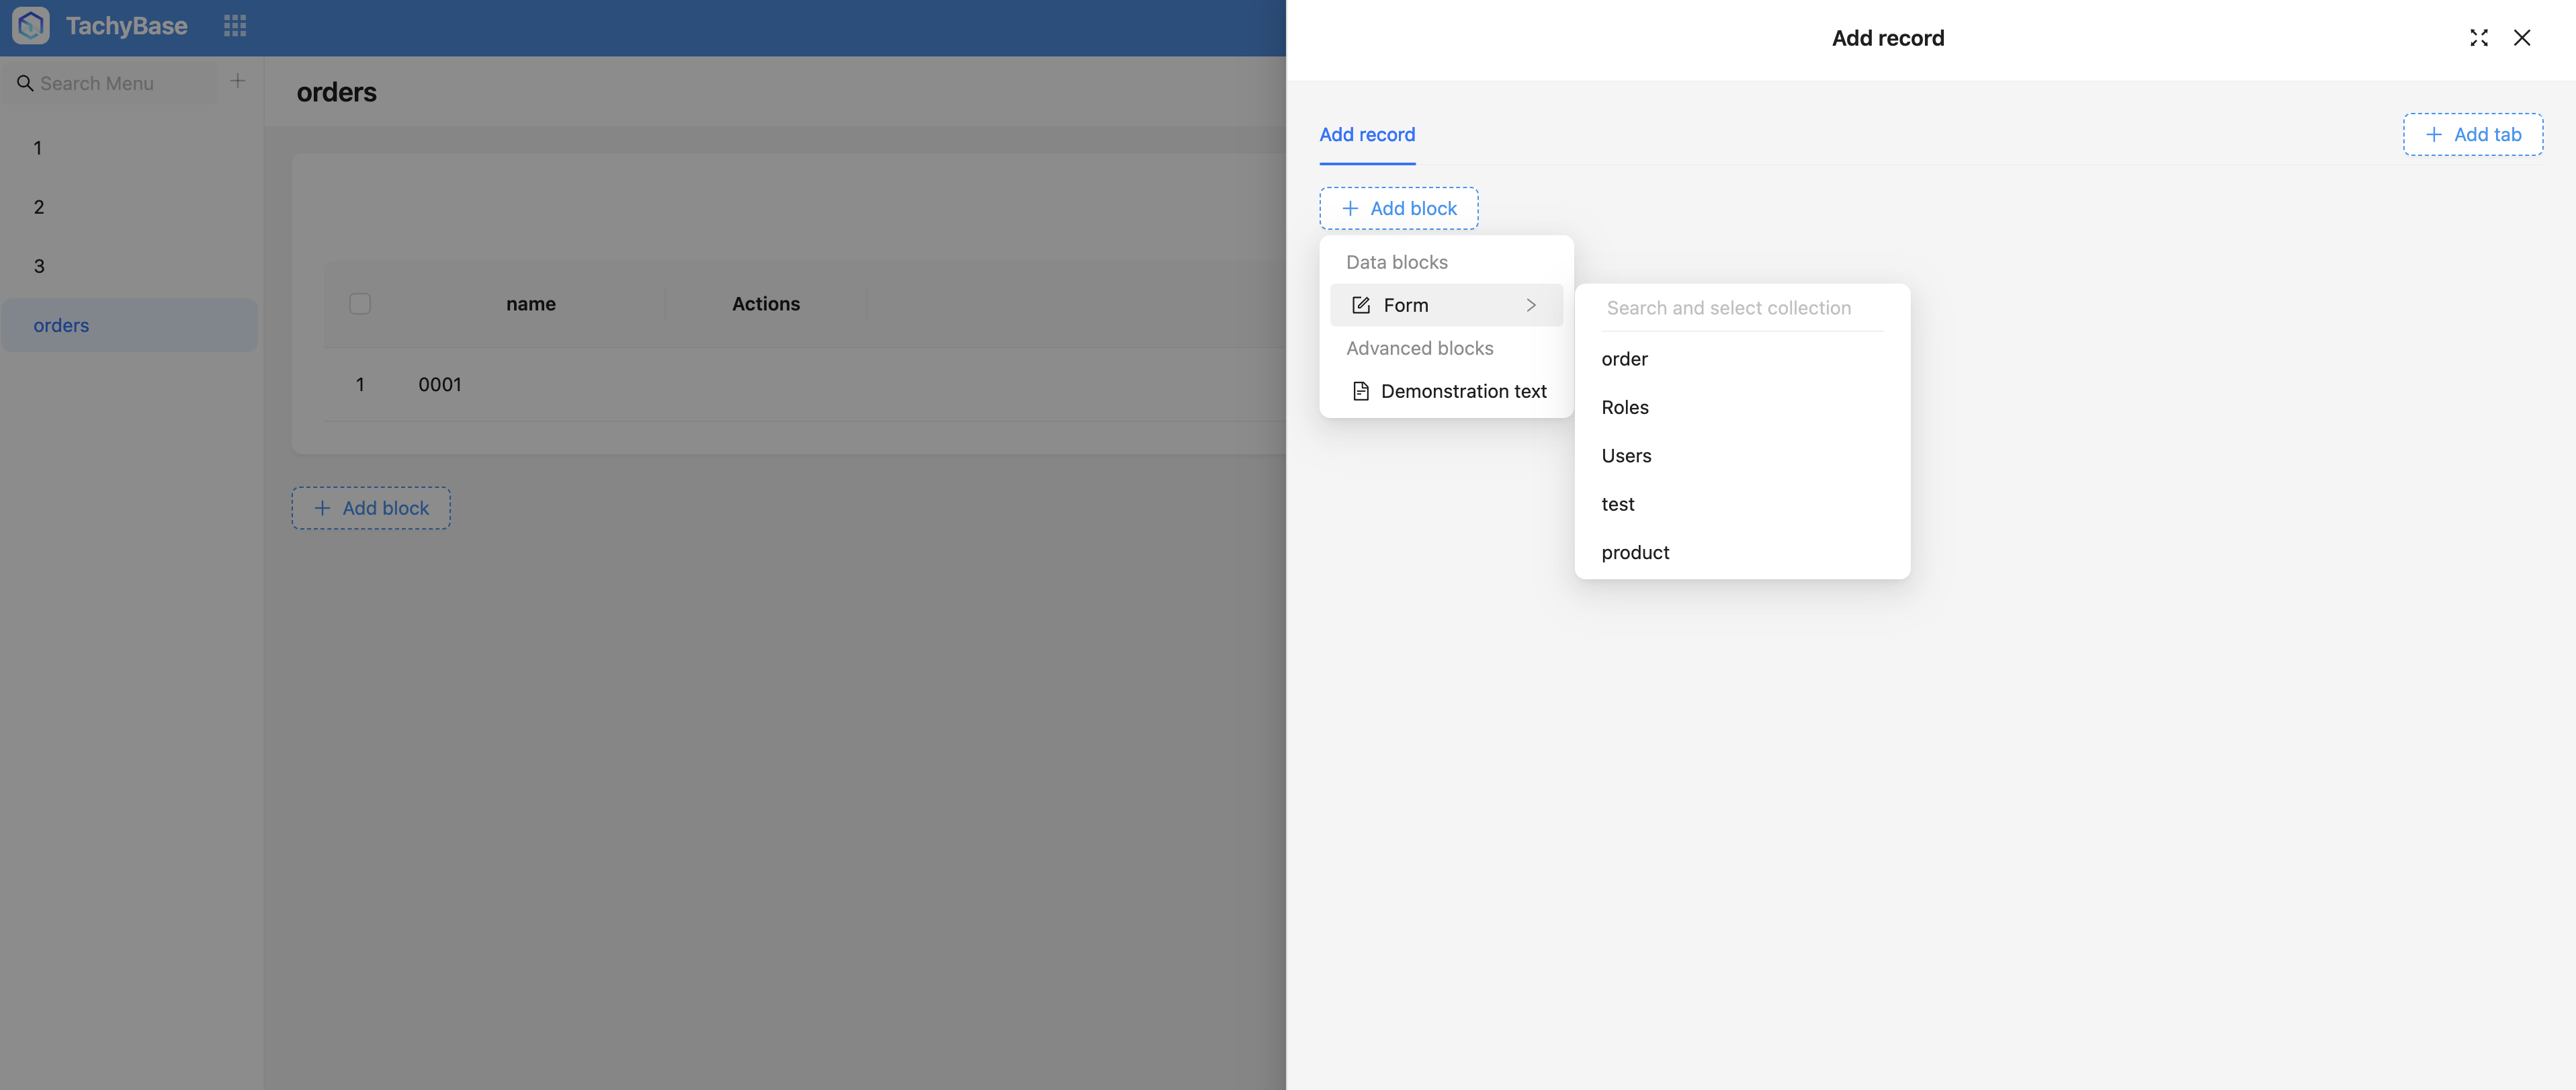 TachyBase
Search Menu
1
2
3
orders
orders
name
Actions
1
0001
Add block
Add record
Add record
Add tab
Add block
Data blocks
Form
Advanced blocks
Demonstration text
Search and select collection
order
Roles
Users
test
product